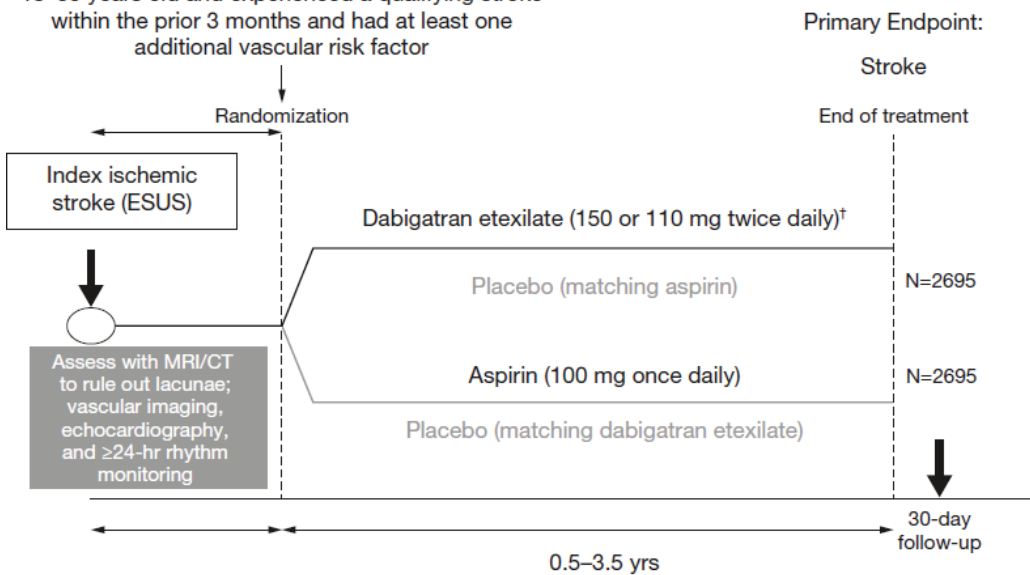 within the prior 3 months and had at least one
additional vascular risk factor
Primary Endpoint:
Stroke
Randomization
End of treatment
Index ischemic
stroke (ESUS)
Dabigatran etexilate (150 or 110 mg twice daily)†
Placebo (matching aspirin)
N=2695
Assess with MRI/CT
to rule out lacunae;
vascular imaging,
echocardiography,
and ≥24-hr rhythm
monitoring
Aspirin (100 mg once daily)
N=2695
Placebo (matching dabigatran etexilate)
30-day
follow-up
0.5–3.5 yrs